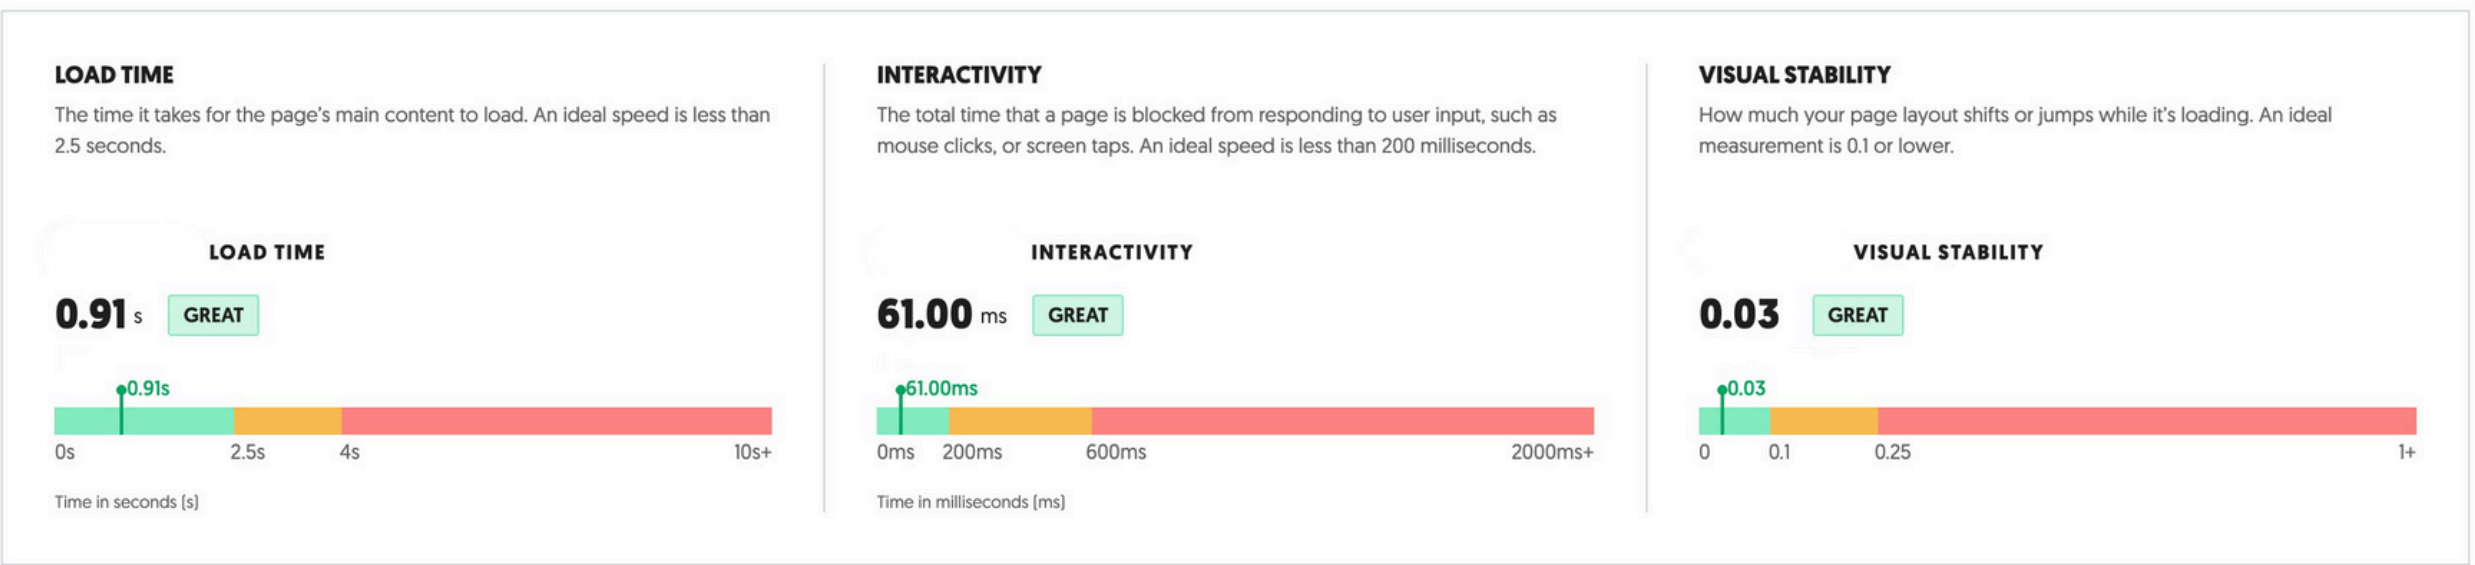 LOAD TIME
The time it takes for the page's main content to load. An ideal speed is less than
2.5 seconds.
LOAD TIME
0.91 s GREAT
0.91s
0s 2.5s 4s 10s+
Time in seconds (s)
INTERACTIVITY
The total time that a page is blocked from responding to user input, such as
mouse clicks, or screen taps. An ideal speed is less than 200 milliseconds.
INTERACTIVITY
61.00 ms GREAT
61.00ms
0ms 200ms 600ms 2000ms+
Time in milliseconds (ms)
VISUAL STABILITY
How much your page layout shifts or jumps while it's loading. An ideal
measurement is 0.1 or lower.
VISUAL STABILITY
0.03 GREAT
0.03
0 0.1 0.25 1+